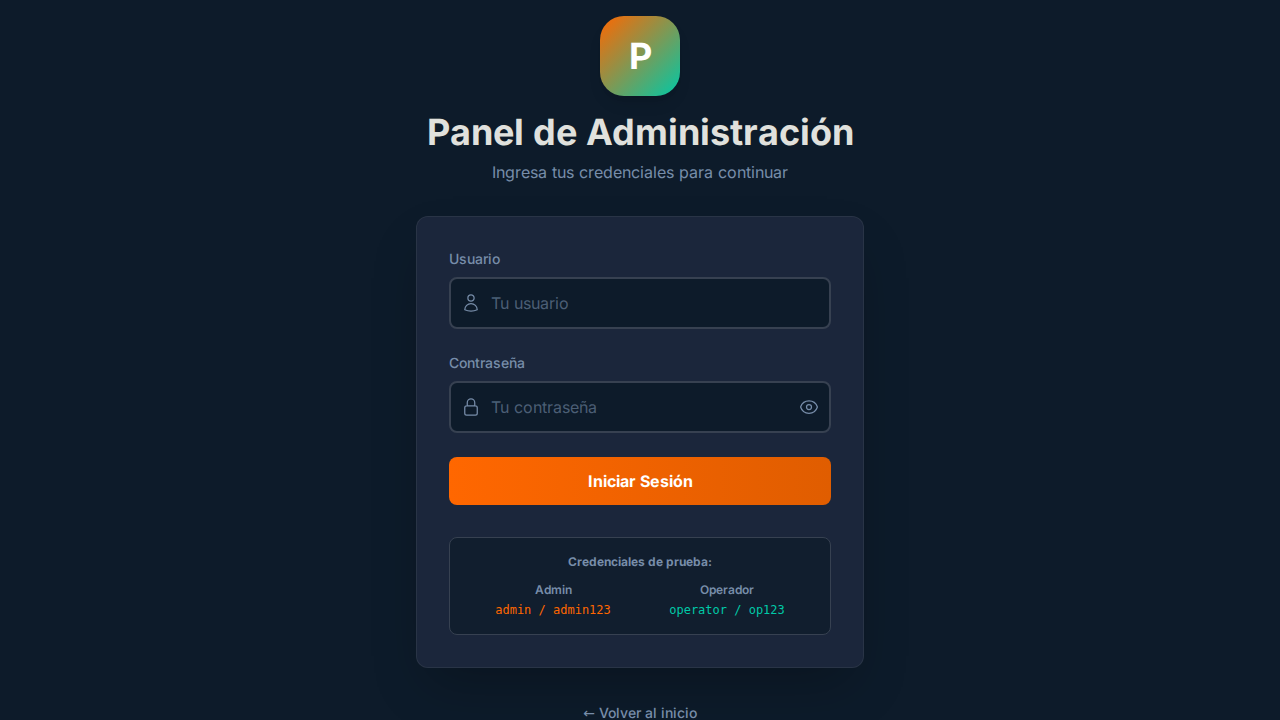 P
Panel de Administración
Ingresa tus credenciales para continuar
Usuario
Tu usuario
Contraseña
Tu contraseña
Iniciar Sesión
Credenciales de prueba:
Admin
admin / admin123
Operador
operator / op123
← Volver al inicio